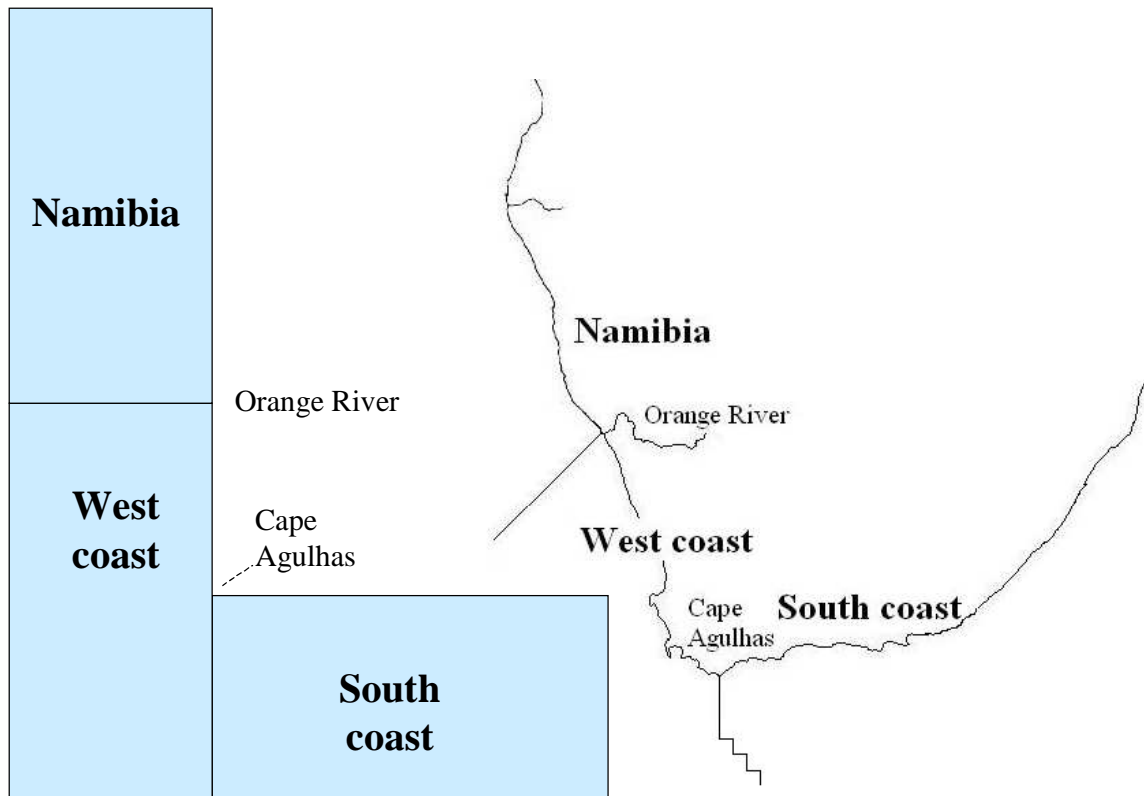 Namibia
Orange River
West
coast
Cape
Agulhas
South
coast
Namibia
Orange River
West coast
Cape
Agulhas
South coast